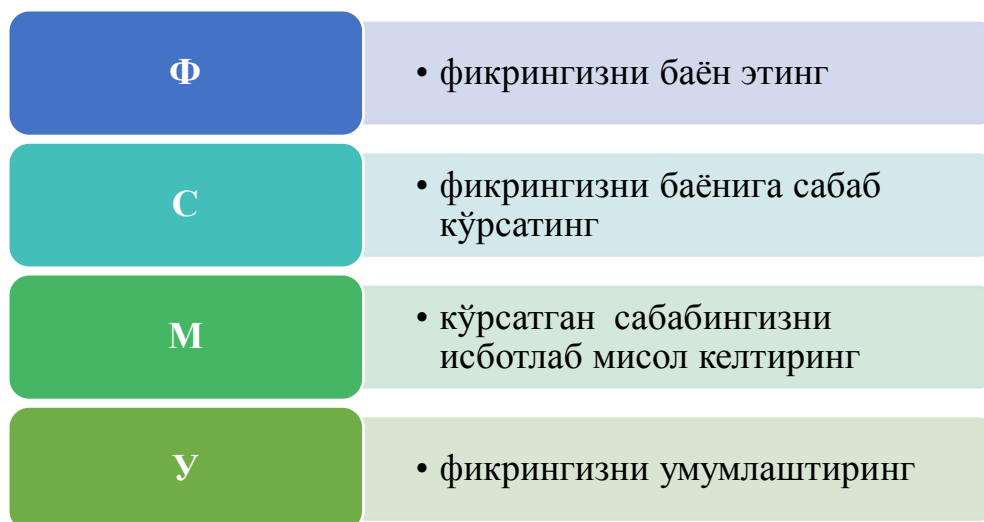 Ф
• фикрингизни баён этинг
С
• фикрингизни баёнига сабаб
кўрсатинг
М
• кўрсатган сабабингизни
исботлаб мисол келтиринг
У
• фикрингизни умумлаштиринг